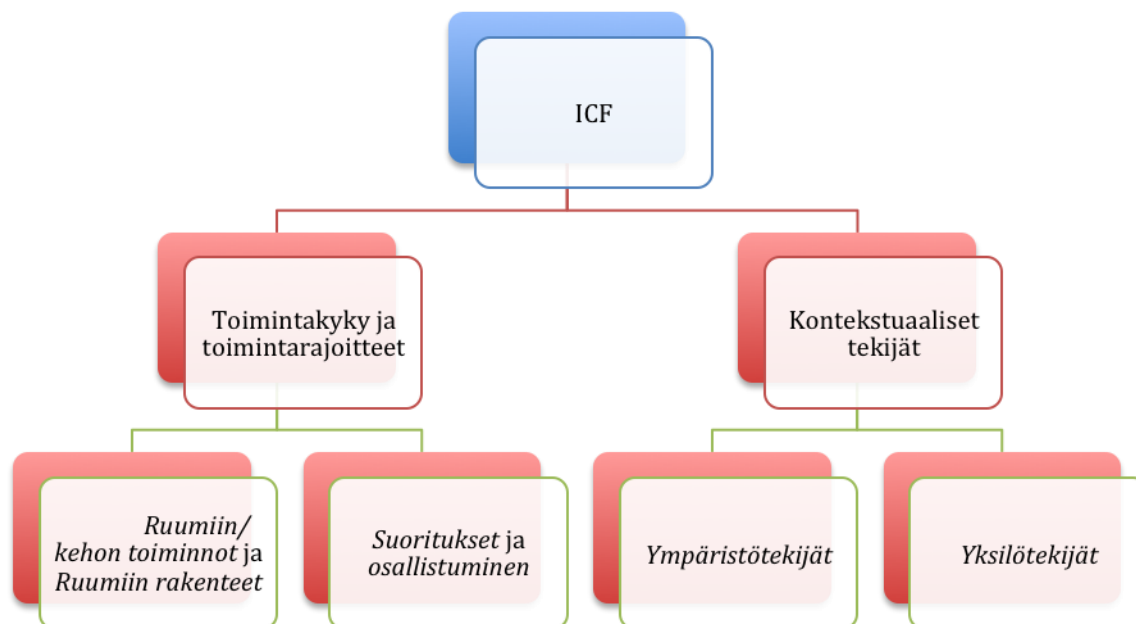 ICF
Toimintakyky ja
toimintarajoitteet
Kontekstuaaliset
tekijät
Ruumiin/
kehon toiminnot ja
Ruumiin rakenteet
Suoritukset ja
osallistuminen
Ympäristötekijät
Yksilötekijät